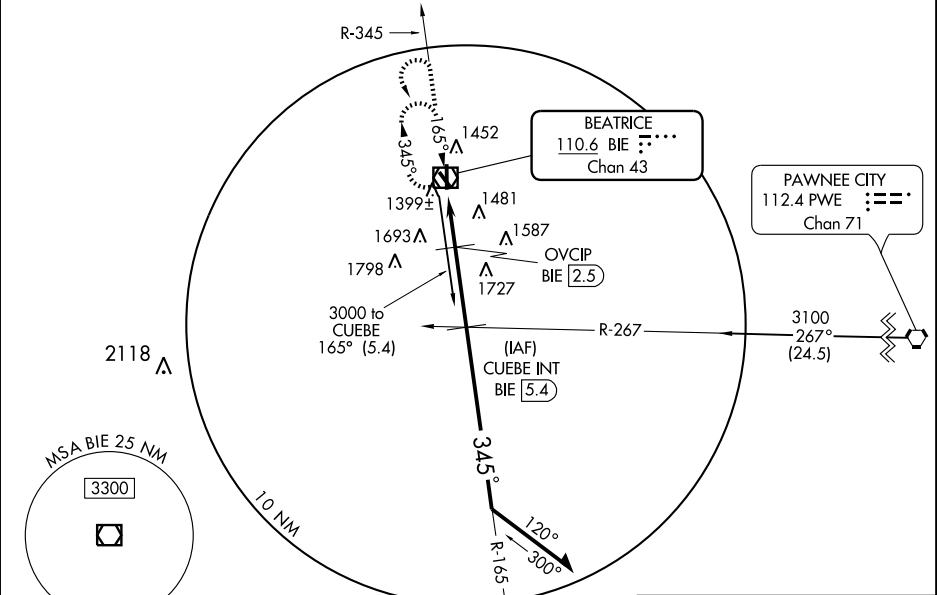 R-345
165°
345°
1452
BEATRICE
110.6 BIE
Chan 43
PAWNEE CITY
112.4 PWE
Chan 71
1399±
1481
1693
1587
1798
1727
OVCIP
BIE 2.5
3000 to
CUEBE
165° (5.4)
R-267
3100
267°
(24.5)
(IAF)
CUEBE INT
BIE 5.4
2118
345°
MSA BIE 25 NM
3300
10 NM
120°
300°
R-165